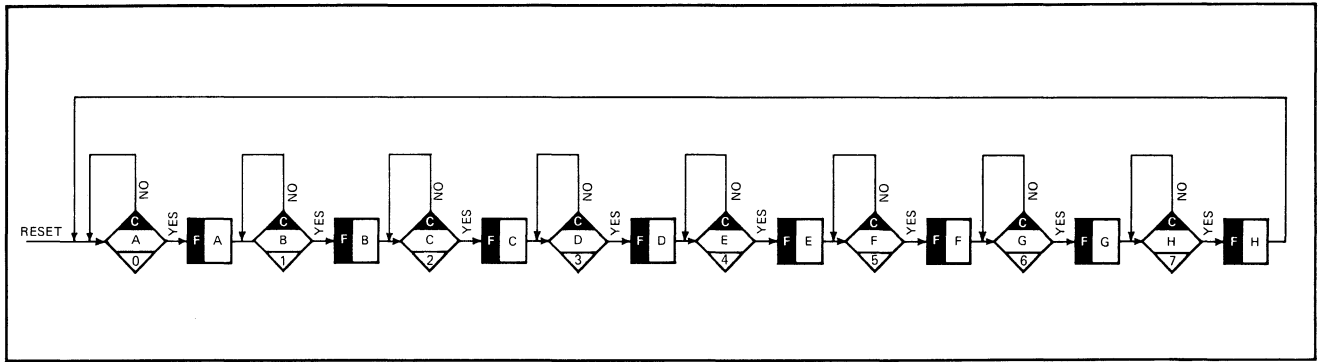 NO NO NO NO NO NO NO NO
RESET C A 0 YES F A C B 1 YES F B C C 2 YES F C C D 3 YES F D C E 4 YES F E C F 5 YES F F C G 6 YES F G C H 7 YES F H